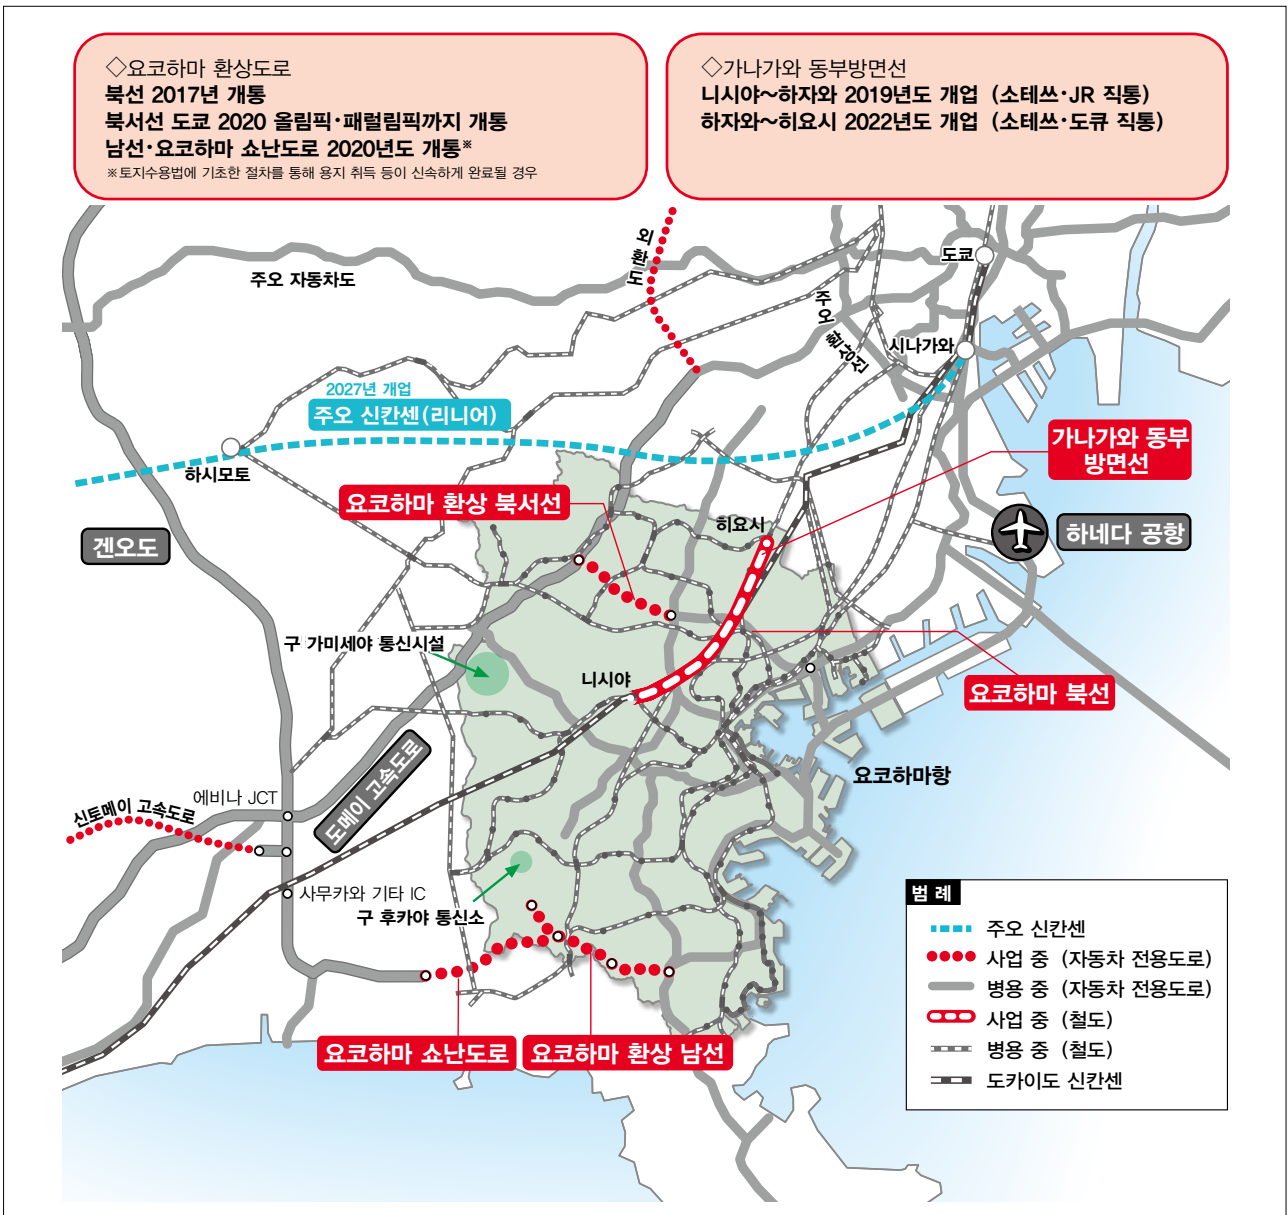 ◇요코하마 환상도로
북선 2017년 개통
북서선 도쿄 2020 올림픽·패럴림픽까지 개통
남선·요코하마 쇼난도로 2020년도 개통※
※토지수용법에 기초한 절차를 통해 용지 취득 등이 신속하게 완료될 경우
◇가나가와 동부방면선
니시야~하자와 2019년도 개업 (소테쓰·JR 직통)
하자와~히요시 2022년도 개업 (소테쓰·도큐 직통)
외환도
도쿄
주오 자동차도
주오 환상선
시나가와
2027년 개업
주오 신칸센(리니어)
하시모토
가나가와 동부
방면선
요코하마 환상 북서선
히요시
겐오도
하네다 공항
구 가미세야 통신시설
니시야
요코하마 북선
도메이 고속도로
요코하마항
에비나 JCT
신토메이 고속도로
사무카와 기타 IC
구 후카야 통신소
요코하마 쇼난도로
요코하마 환상 남선
범 례
주오 신칸센
사업 중 (자동차 전용도로)
병용 중 (자동차 전용도로)
사업 중 (철도)
병용 중 (철도)
도카이도 신칸센